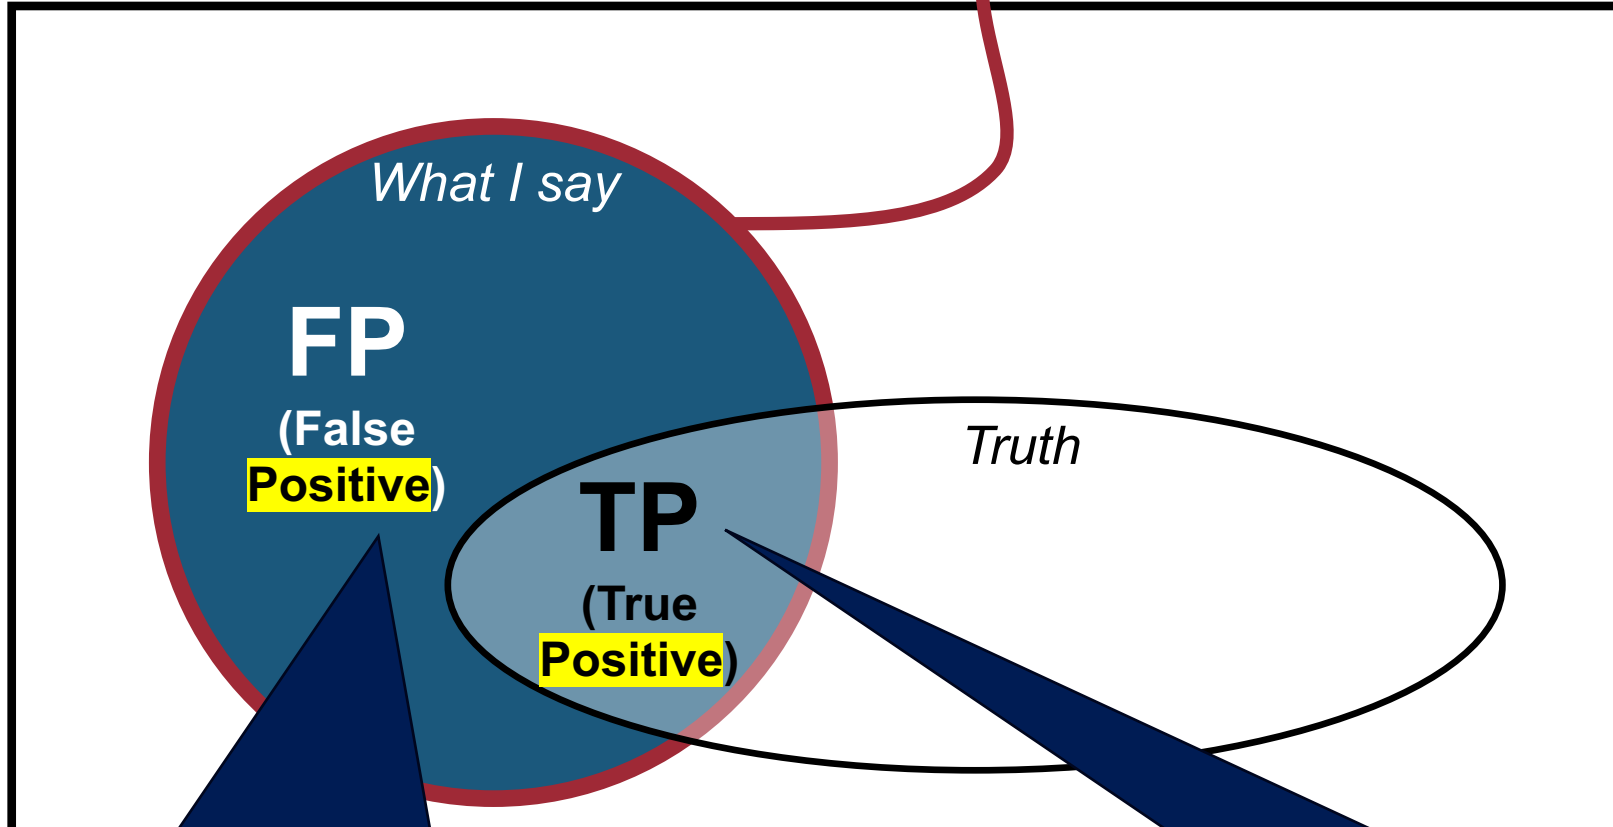 What I say
FP
(False
Positive)
Truth
TP
(True
Positive)